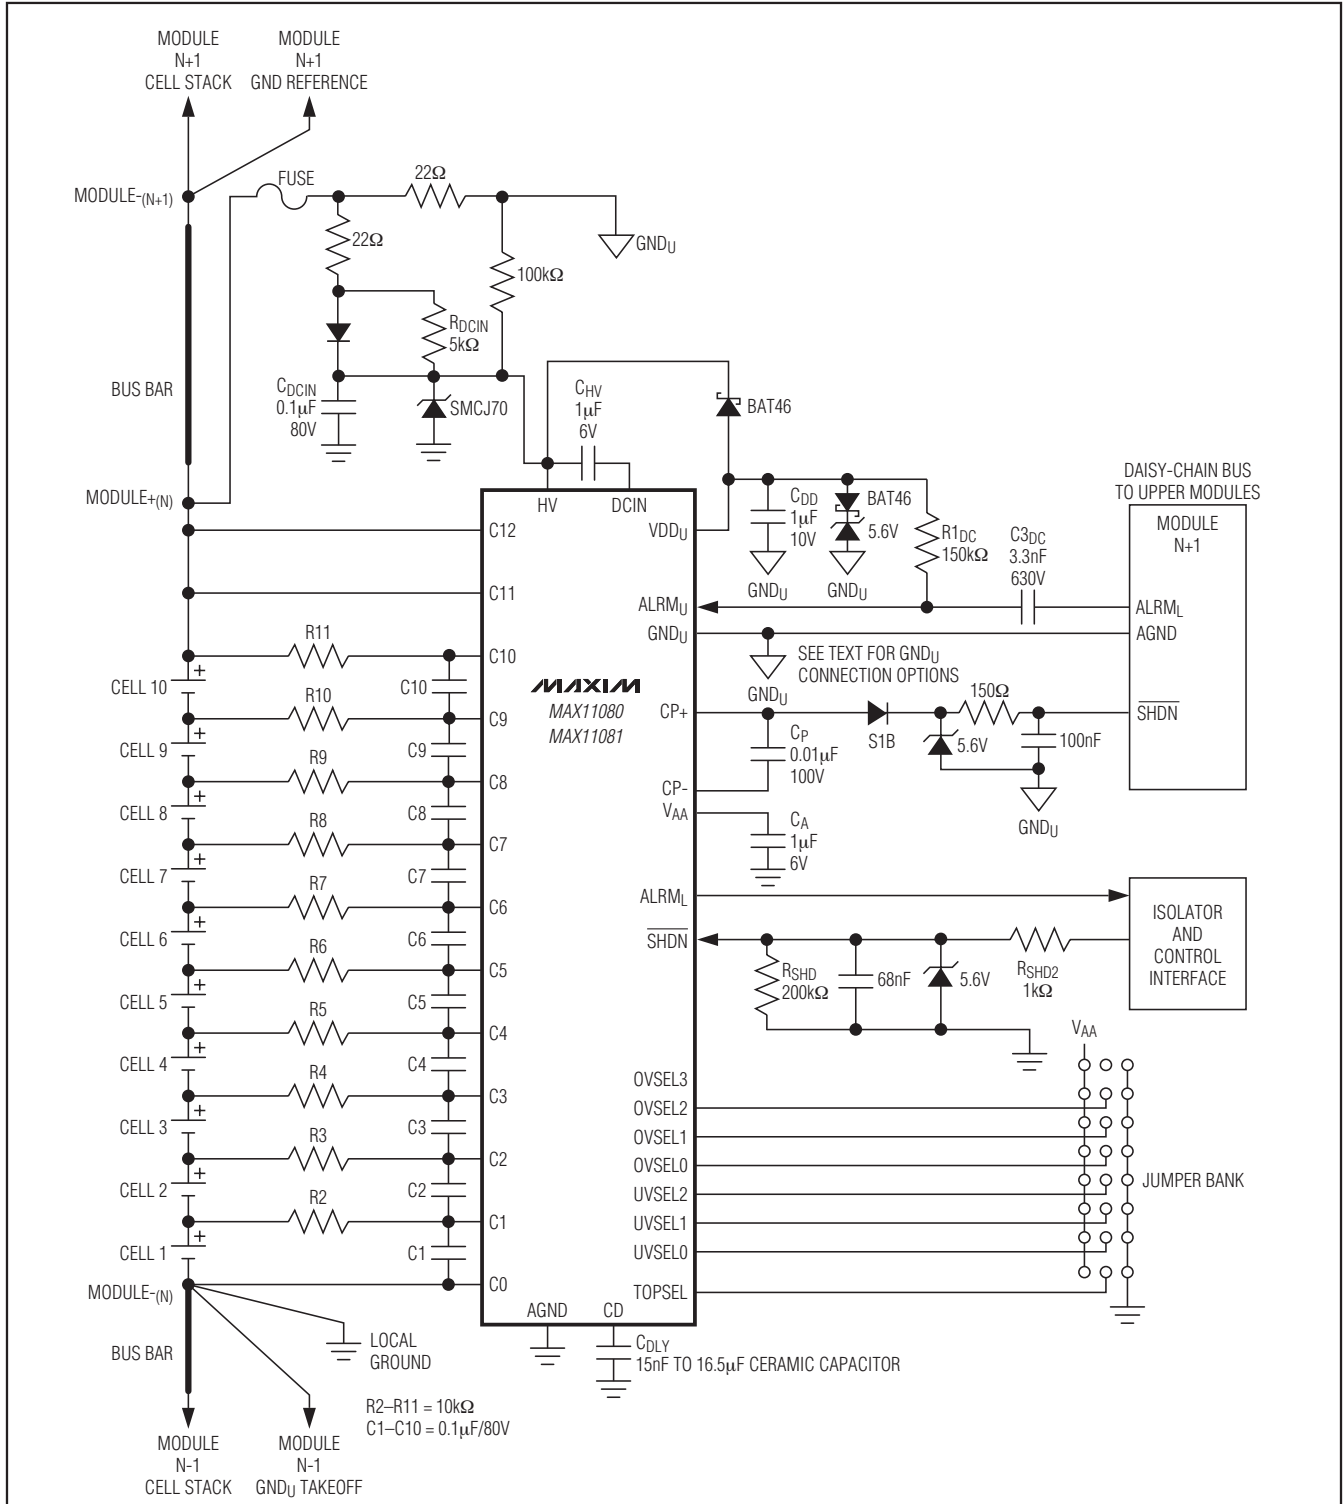 MODULE
N+1
CELL STACK
MODULE
N+1
GND REFERENCE
MODULE-(N+1)
FUSE
22Ω
22Ω
GNDU
100kΩ
RDCIN
5kΩ
BUS BAR
CDCIN
0.1μF
80V
SMCJ70
CHV
1μF
6V
BAT46
MODULE+(N)
HV
DCIN
C12
C11
VDDU
CDD
1μF
10V
GNDU
BAT46
5.6V
GNDU
R1DC
150kΩ
C3DC
3.3nF
630V
DAISY-CHAIN BUS
TO UPPER MODULES
MODULE
N+1
ALRMU
ALRML
GNDU
AGND
SEE TEXT FOR GNDU
CONNECTION OPTIONS
GNDU
MAXIM
MAX11080
MAX11081
CP+
CP
0.01μF
100V
S1B
5.6V
150Ω
100nF
SHDN
GNDU
CP-
VAA
CA
1μF
6V
ALRML
SHDN
RSHD
200kΩ
68nF
5.6V
RSHD2
1kΩ
ISOLATOR
AND
CONTROL
INTERFACE
R11
C10
+
CELL 10
C10
R10
C9
+
CELL 9
C9
R9
C8
+
CELL 8
C8
R8
C7
+
CELL 7
C7
R7
C6
+
CELL 6
C6
R6
C5
+
CELL 5
C5
R5
C4
+
CELL 4
C4
R4
C3
+
CELL 3
C3
R3
C2
+
CELL 2
C2
R2
C1
+
CELL 1
C1
C0
VAA
OVSEL3
OVSEL2
OVSEL1
OVSEL0
UVSEL2
UVSEL1
UVSEL0
TOPSEL
JUMPER BANK
MODULE-(N)
AGND
CD
BUS BAR
LOCAL
GROUND
CDLY
15nF TO 16.5μF CERAMIC CAPACITOR
R2–R11 = 10kΩ
C1–C10 = 0.1μF/80V
MODULE
N-1
CELL STACK
MODULE
N-1
GNDU TAKEOFF